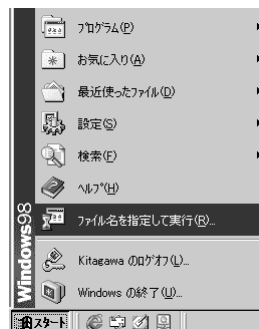 ﾌﾟﾛｸﾞﾗﾑ(P)
お気に入り(A)
最近使ったﾌｧｲﾙ(D)
設定(S)
検索(F)
ﾍﾙﾌﾟ(H)
ﾌｧｲﾙ名を指定して実行(R)...
Kitagawa のﾛｸﾞｵﾌ(L)...
Windows の終了(U)...
Windows98
ｽﾀｰﾄ